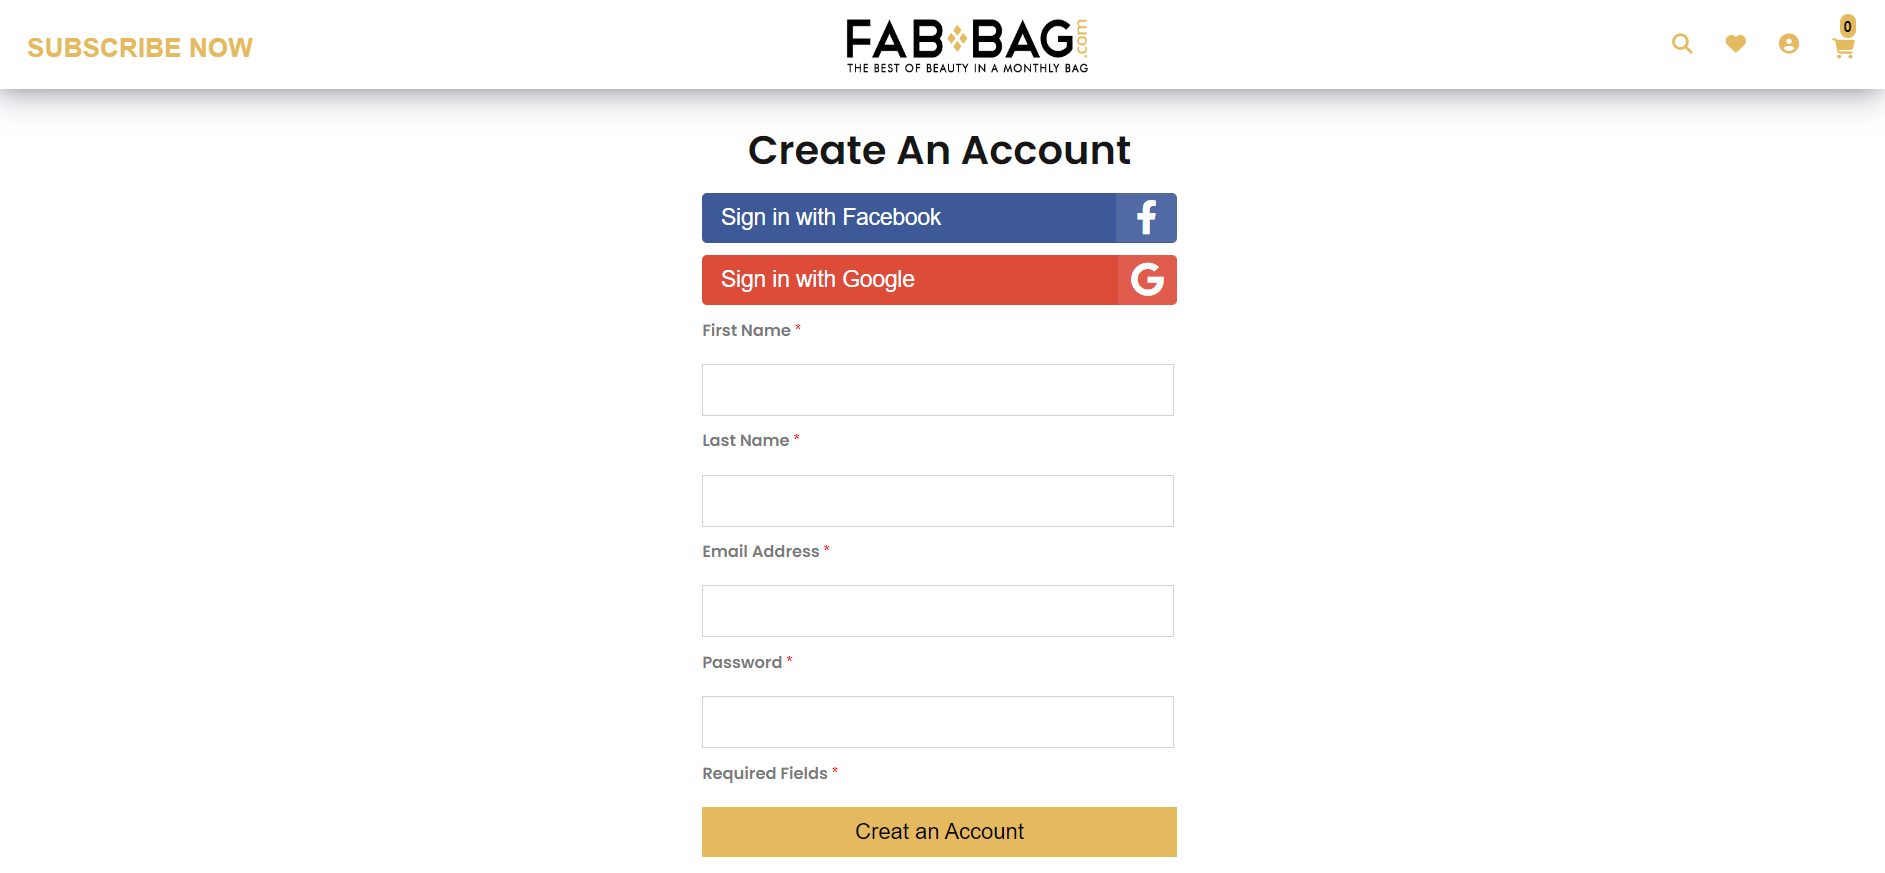 SUBSCRIBE NOW
FAB BAG.com
THE BEST OF BEAUTY IN A MONTHLY BAG
0
Create An Account
Sign in with Facebook
Sign in with Google
First Name *
Last Name *
Email Address *
Password *
Required Fields *
Creat an Account